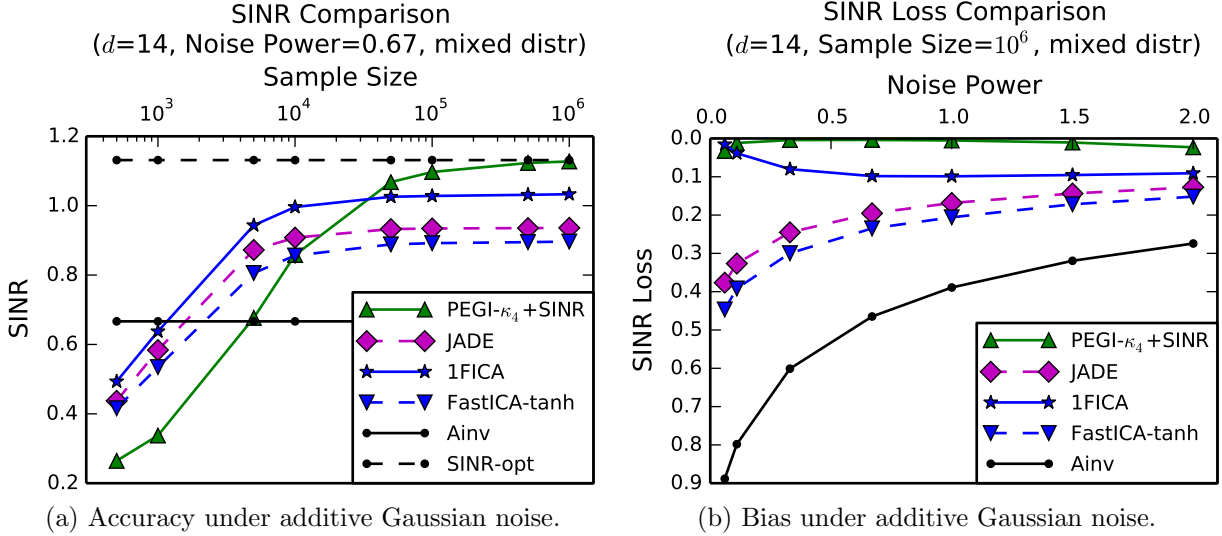 SINR Comparison
(d=14, Noise Power=0.67, mixed distr)
Sample Size
10³ 10⁴ 10⁵ 10⁶
1.2
1.0
0.8
0.6
0.4
0.2
SINR
PEGI-κ₄+SINR
JADE
1FICA
FastICA-tanh
Ainv
SINR-opt
(a) Accuracy under additive Gaussian noise.
SINR Loss Comparison
(d=14, Sample Size=10⁶, mixed distr)
Noise Power
0.0 0.5 1.0 1.5 2.0
0.0
0.1
0.2
0.3
0.4
0.5
0.6
0.7
0.8
0.9
SINR Loss
PEGI-κ₄+SINR
JADE
1FICA
FastICA-tanh
Ainv
(b) Bias under additive Gaussian noise.